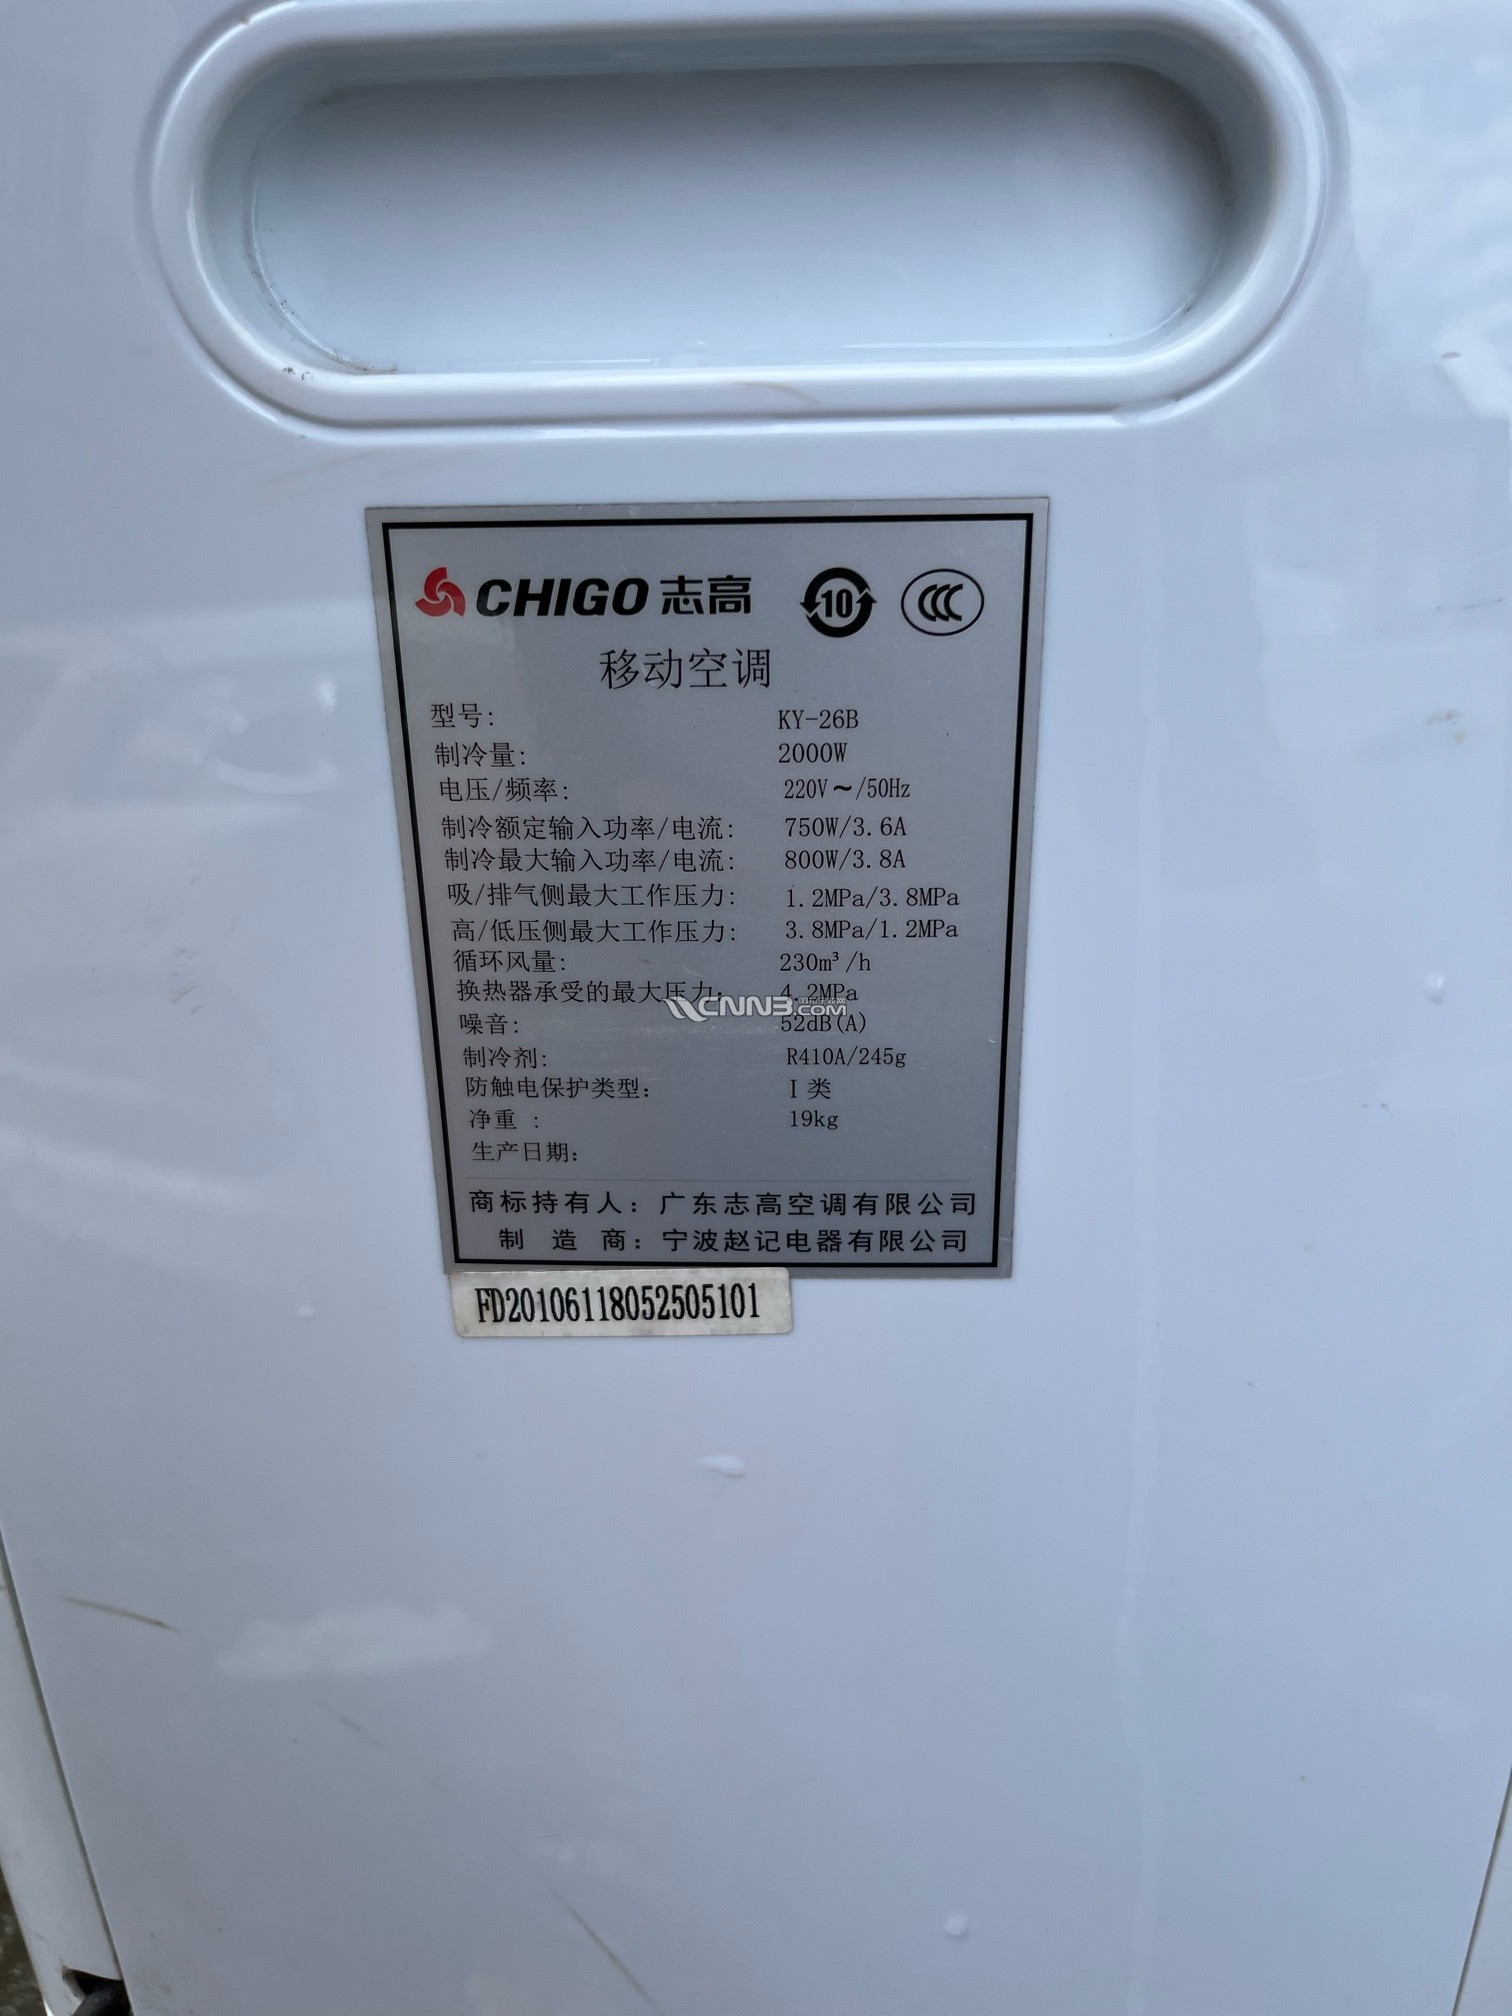 CHIGO 志高 10 CCC
移动空调
型号: KY-26B
制冷量: 2000W
电压/频率: 220V～/50Hz
制冷额定输入功率/电流: 750W/3.6A
制冷最大输入功率/电流: 800W/3.8A
吸/排气侧最大工作压力: 1.2MPa/3.8MPa
高/低压侧最大工作压力: 3.8MPa/1.2MPa
循环风量: 230m³/h
换热器承受的最大压力: 4.2MPa
CNNB.COM
噪音: 52dB(A)
制冷剂: R410A/245g
防触电保护类型: I 类
净重 : 19kg
生产日期:
商标持有人: 广东志高空调有限公司
制 造 商: 宁波赵记电器有限公司
FD20106118052505101